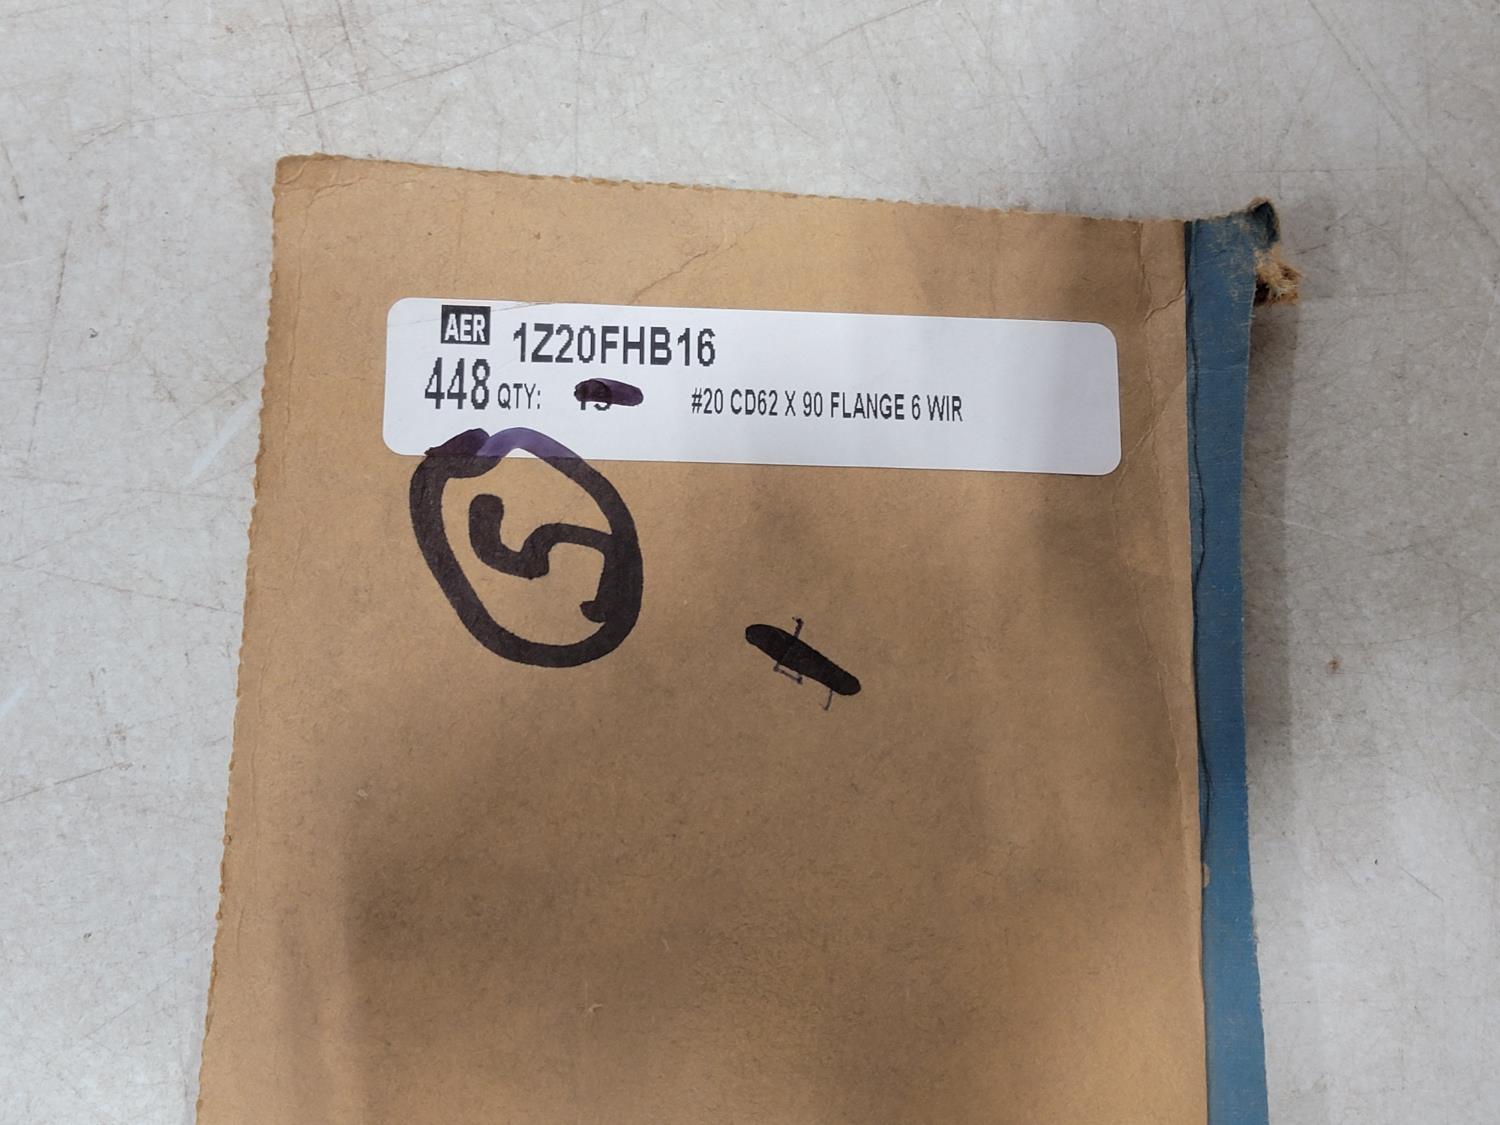 AER 1Z20FHB16
448 QTY: #20 CD62 X 90 FLANGE 6 WIR
5